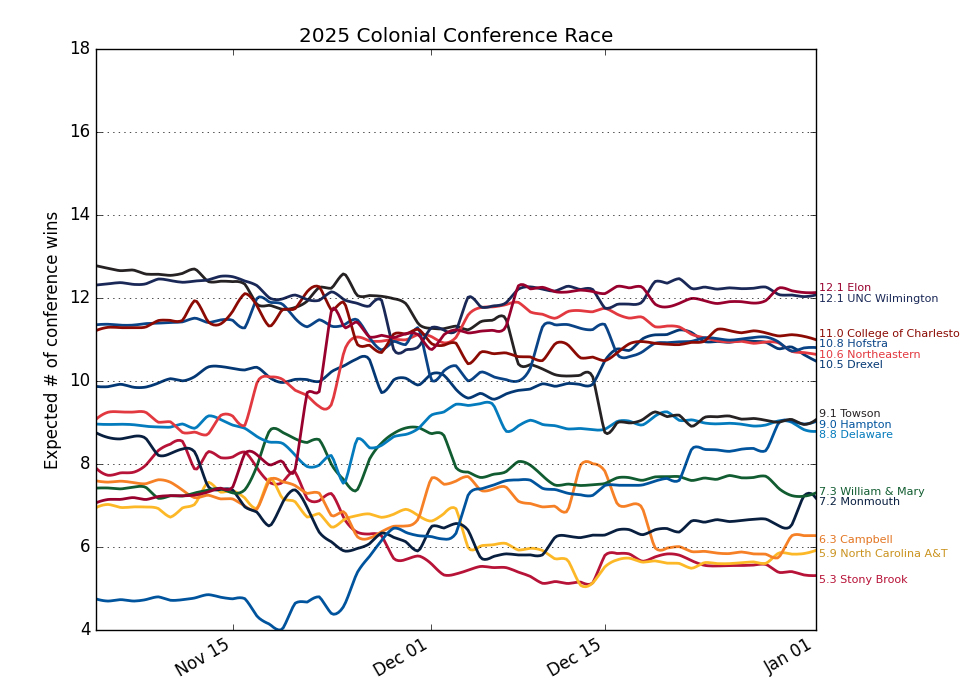 2025 Colonial Conference Race
Expected # of conference wins
18
16
14
12
10
8
6
4
Nov 15
Dec 01
Dec 15
Jan 01
12.1 Elon
12.1 UNC Wilmington
11.0 College of Charlesto
10.8 Hofstra
10.6 Northeastern
10.5 Drexel
9.1 Towson
9.0 Hampton
8.8 Delaware
7.3 William & Mary
7.2 Monmouth
6.3 Campbell
5.9 North Carolina A&T
5.3 Stony Brook